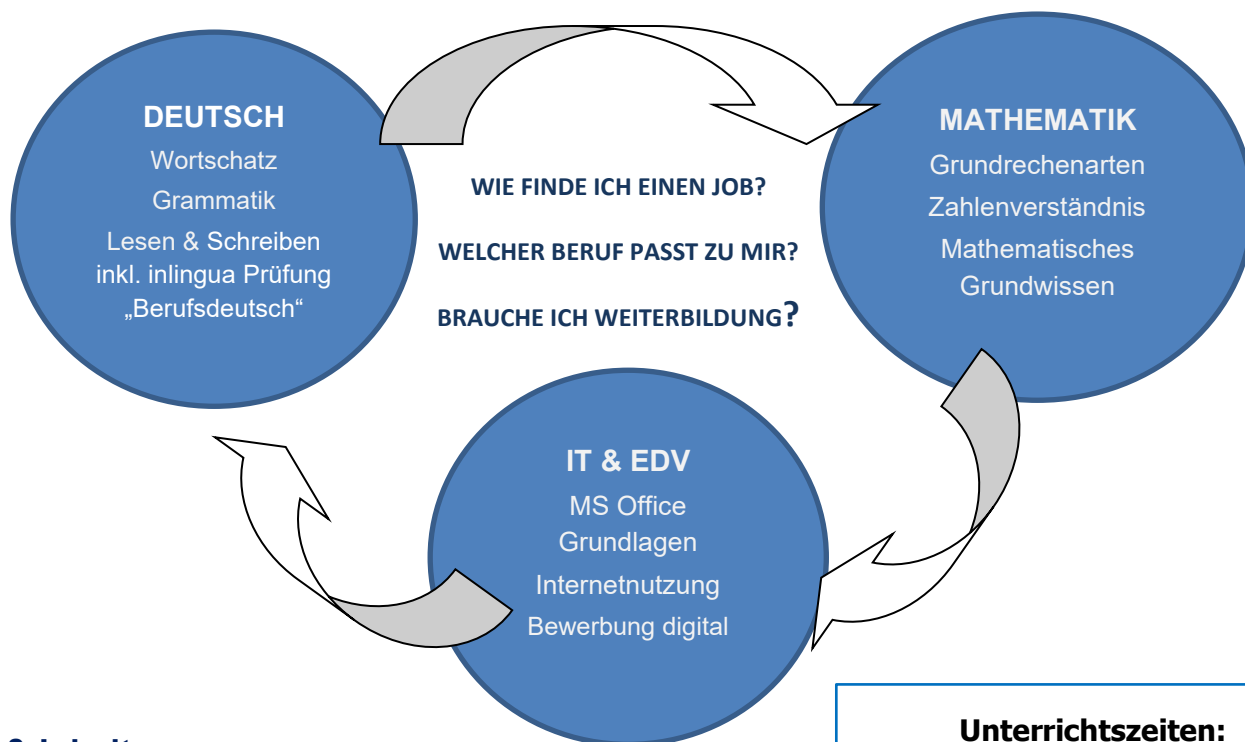 DEUTSCH
Wortschatz
Grammatik
Lesen & Schreiben
inkl. inlingua Prüfung
„Berufsdeutsch“
WIE FINDE ICH EINEN JOB?
WELCHER BERUF PASST ZU MIR?
BRAUCHE ICH WEITERBILDUNG?
MATHEMATIK
Grundrechenarten
Zahlenverständnis
Mathematisches
Grundwissen
IT & EDV
MS Office
Grundlagen
Internetnutzung
Bewerbung digital
Unterrichtszeiten: